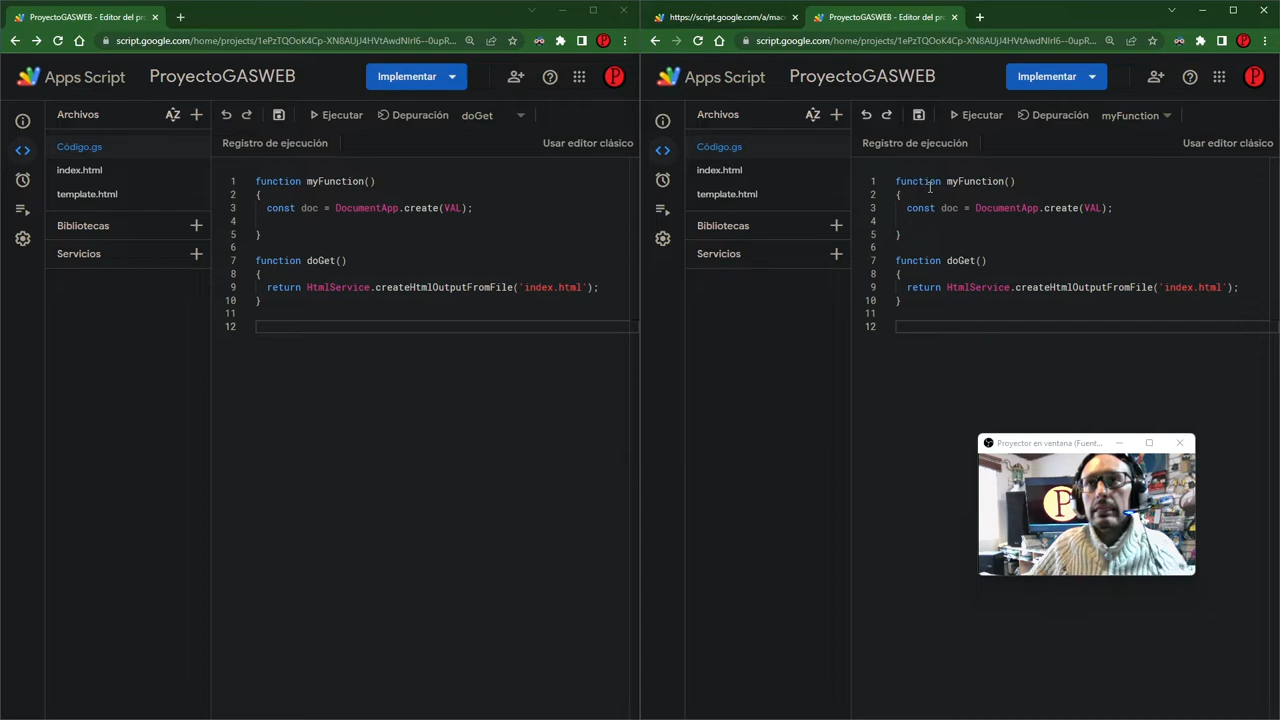 ProyectoGASWEB - Editor del pro
script.google.com/home/projects/1ePzTQOoK4Cp-XN8AUjJ4HVtAwdNIrI6--0upR...
Apps Script
ProyectoGASWEB
Implementar
P
Archivos
AZ
Ejecutar
Depuración
doGet
Código.gs
index.html
template.html
Bibliotecas
Servicios
Registro de ejecución
Usar editor clásico
1 function myFunction()
2 {
3 const doc = DocumentApp.create(VAL);
4
5 }
6
7 function doGet()
8 {
9 return HtmlService.createHtmlOutputFromFile('index.html');
10 }
11
12
https://script.google.com/a/mac
ProyectoGASWEB - Editor del pro
script.google.com/home/projects/1ePzTQOoK4Cp-XN8AUjJ4HVtAwdNIrI6--0upR...
Apps Script
ProyectoGASWEB
Implementar
P
Archivos
AZ
Ejecutar
Depuración
myFunction
Código.gs
index.html
template.html
Bibliotecas
Servicios
Registro de ejecución
Usar editor clásico
1 function myFunction()
2 {
3 const doc = DocumentApp.create(VAL);
4
5 }
6
7 function doGet()
8 {
9 return HtmlService.createHtmlOutputFromFile('index.html');
10 }
11
12
Proyector en ventana (Fuent...
P